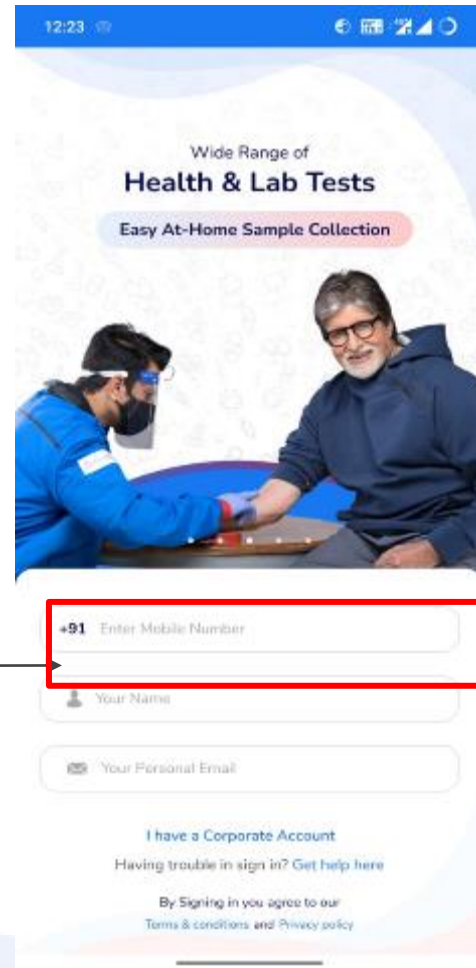 12:23
Wide Range of
Health & Lab Tests
Easy At-Home Sample Collection
+91 Enter Mobile Number
Your Name
Your Personal Email
I have a Corporate Account
Having trouble in sign in? Get help here
By Signing in you agree to our
Terms & conditions and Privacy policy